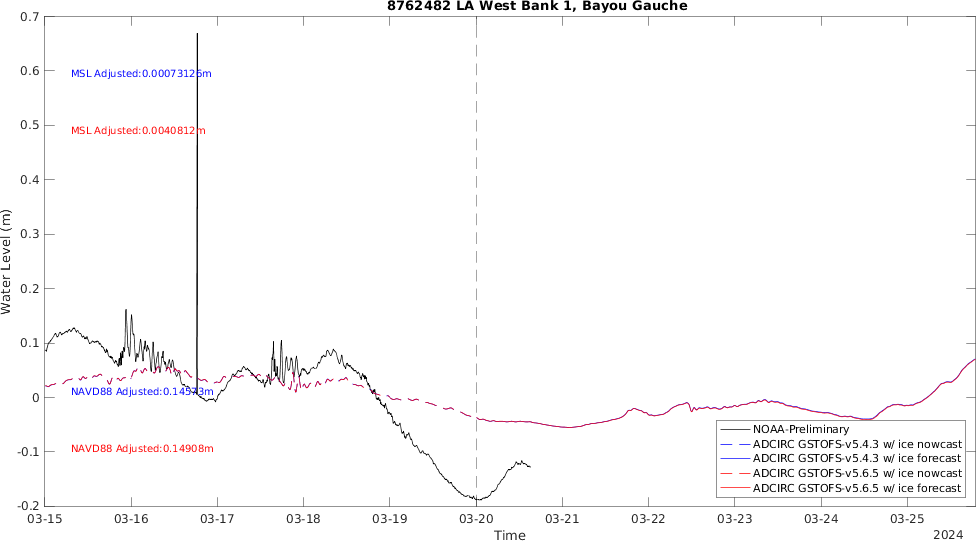 8762482 LA West Bank 1, Bayou Gauche
0.7
0.6
0.5
0.4
0.3
0.2
0.1
0
-0.1
-0.2
Water Level (m)
MSL Adjusted:0.00073126m
MSL Adjusted:0.0040812m
NAVD88 Adjusted:0.14573m
NAVD88 Adjusted:0.14908m
NOAA-Preliminary
ADCIRC GSTOFS-v5.4.3 w/ ice nowcast
ADCIRC GSTOFS-v5.4.3 w/ ice forecast
ADCIRC GSTOFS-v5.6.5 w/ ice nowcast
ADCIRC GSTOFS-v5.6.5 w/ ice forecast
03-15 03-16 03-17 03-18 03-19 03-20 03-21 03-22 03-23 03-24 03-25
Time
2024